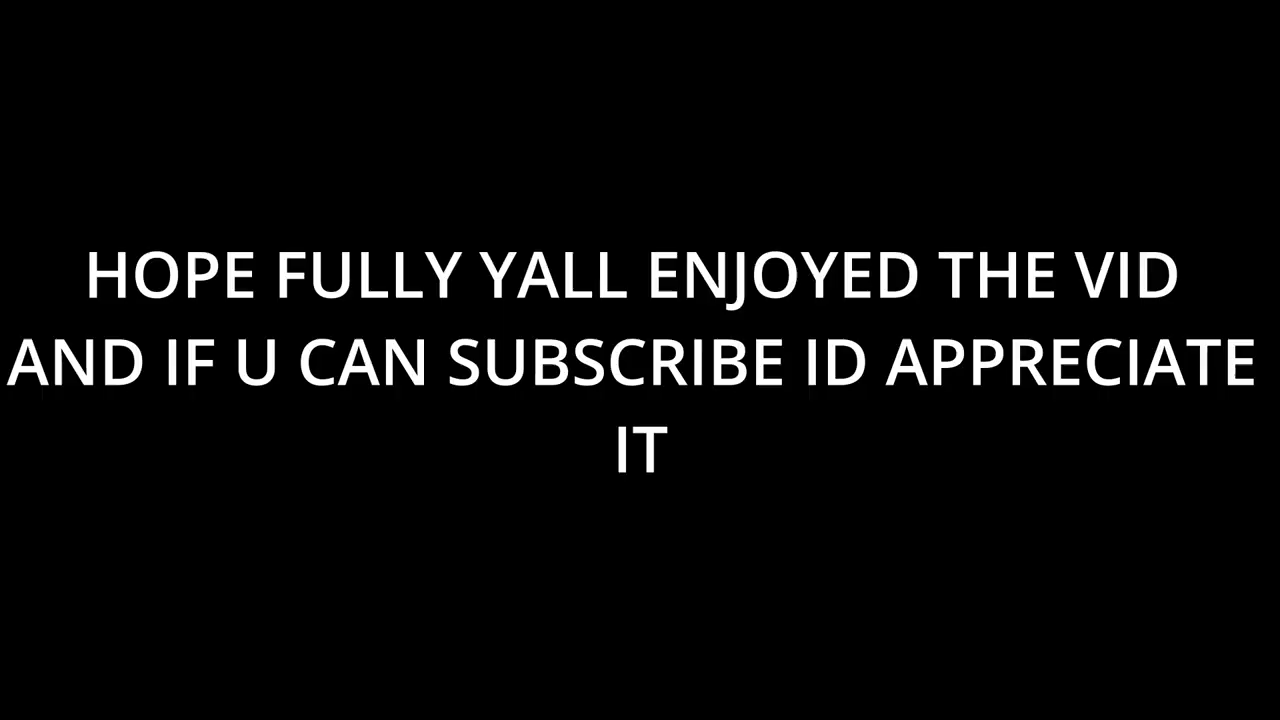 HOPE FULLY YALL ENJOYED THE VID
AND IF U CAN SUBSCRIBE ID APPRECIATE
IT